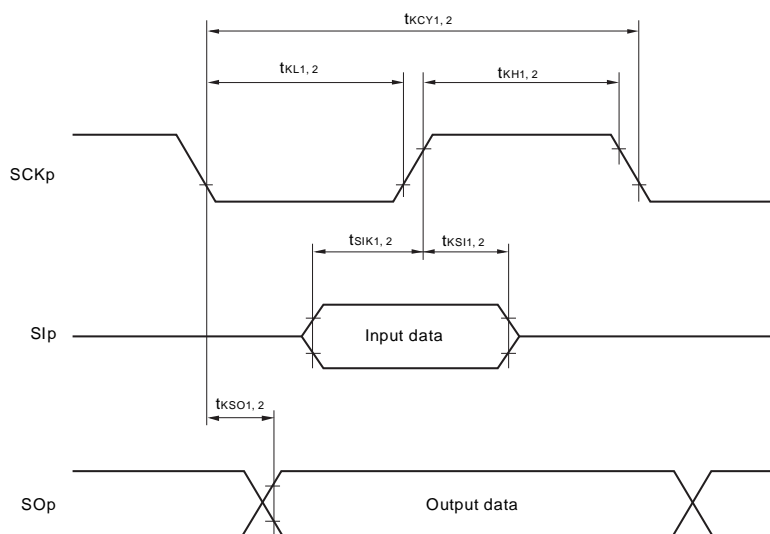 tKCY1, 2
tKL1, 2
tKH1, 2
SCKp
tSIK1, 2
tKSI1, 2
SIp
Input data
tKSO1, 2
SOp
Output data